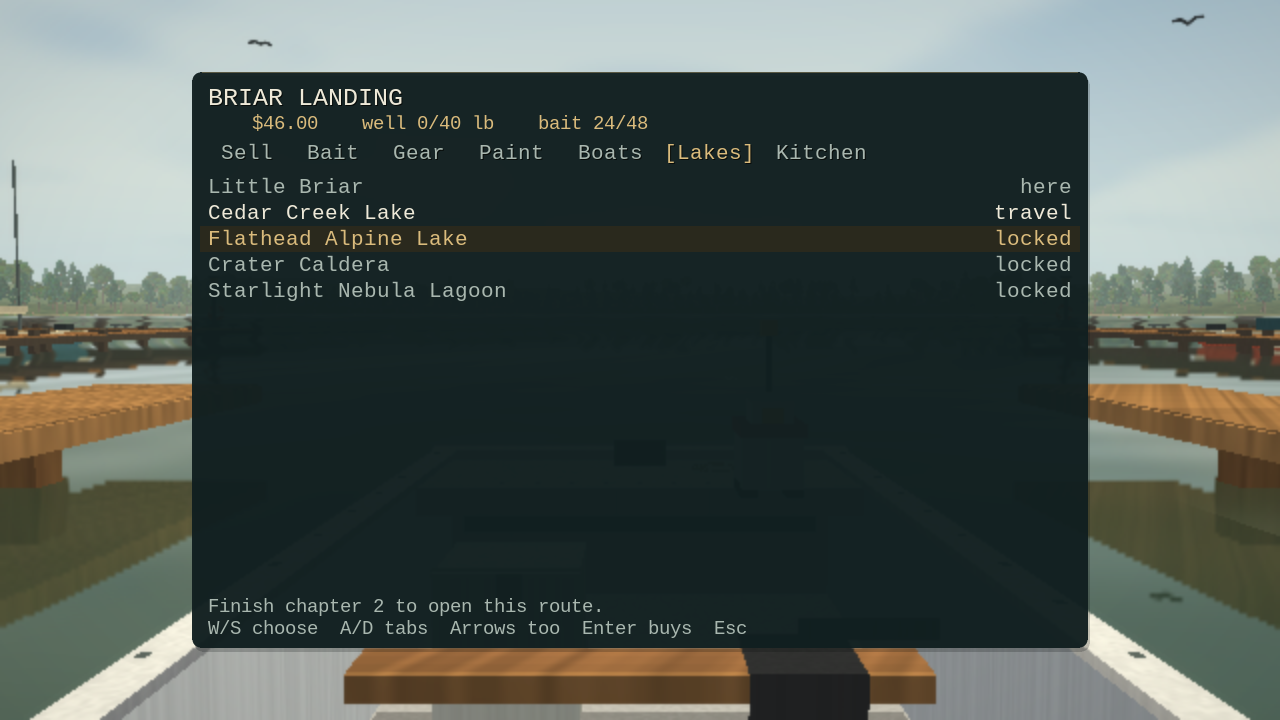 BRIAR LANDING
$46.00 well 0/40 lb bait 24/48
Sell Bait Gear Paint Boats [Lakes] Kitchen
Little Briar here
Cedar Creek Lake travel
Flathead Alpine Lake locked
Crater Caldera locked
Starlight Nebula Lagoon locked
Finish chapter 2 to open this route.
W/S choose A/D tabs Arrows too Enter buys Esc